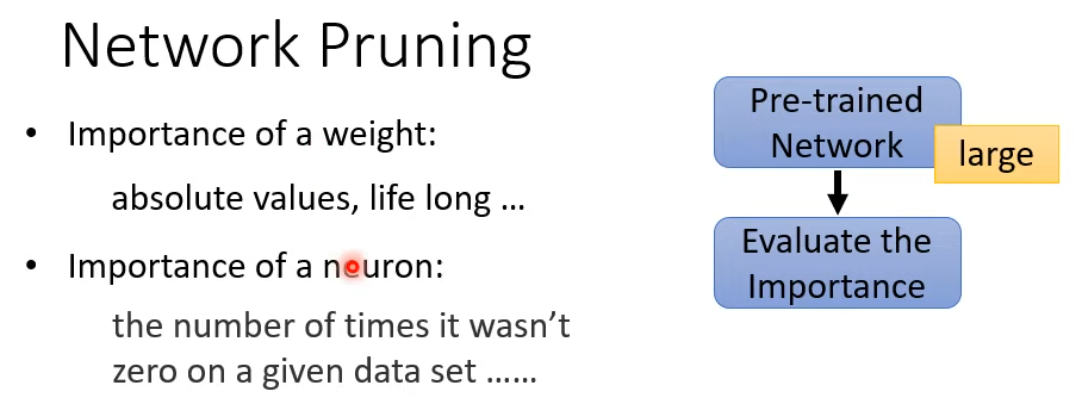 Network Pruning
• Importance of a weight:
absolute values, life long ...
• Importance of a neuron:
the number of times it wasn’t
zero on a given data set ……
Pre-trained
Network
large
Evaluate the
Importance